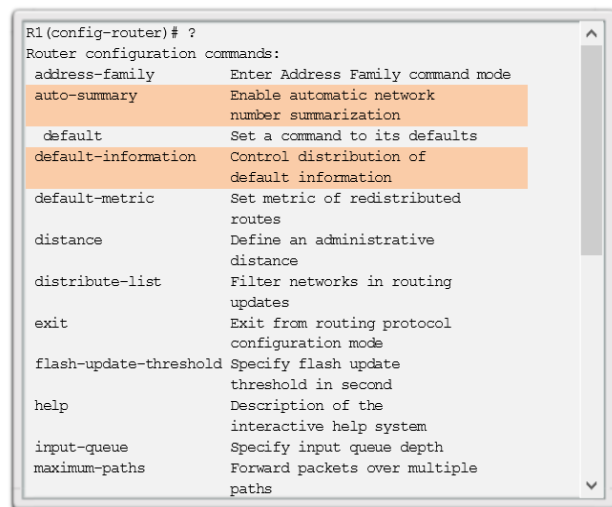 R1(config-router)# ?
Router configuration commands:
address-family Enter Address Family command mode
auto-summary Enable automatic network
number summarization
default Set a command to its defaults
default-information Control distribution of
default information
default-metric Set metric of redistributed
routes
distance Define an administrative
distance
distribute-list Filter networks in routing
updates
exit Exit from routing protocol
configuration mode
flash-update-threshold Specify flash update
threshold in second
help Description of the
interactive help system
input-queue Specify input queue depth
maximum-paths Forward packets over multiple
paths